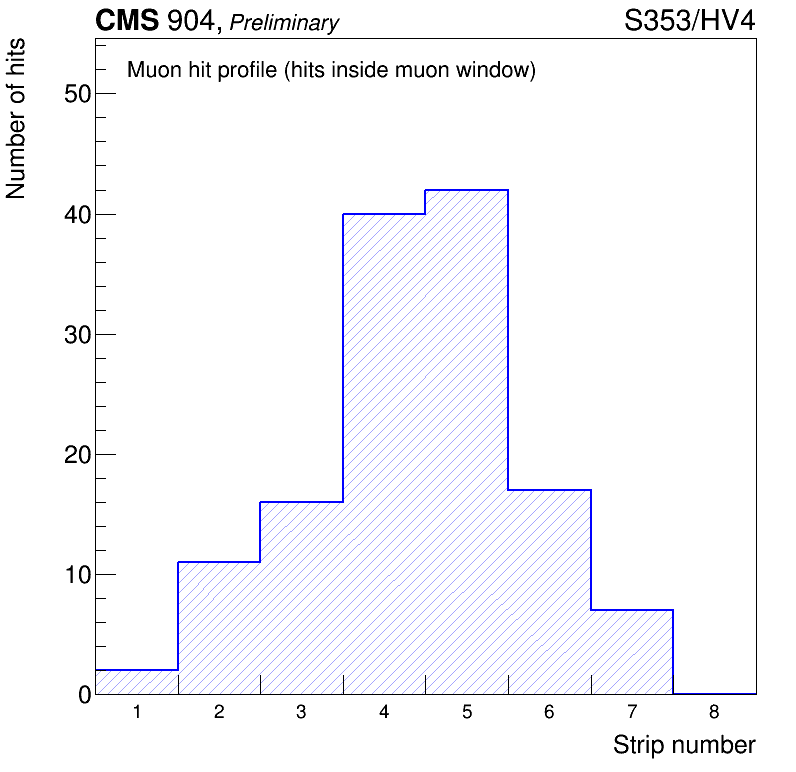 CMS 904, Preliminary S353/HV4
Number of hits
Muon hit profile (hits inside muon window)
50
40
30
20
10
0
1 2 3 4 5 6 7 8
Strip number